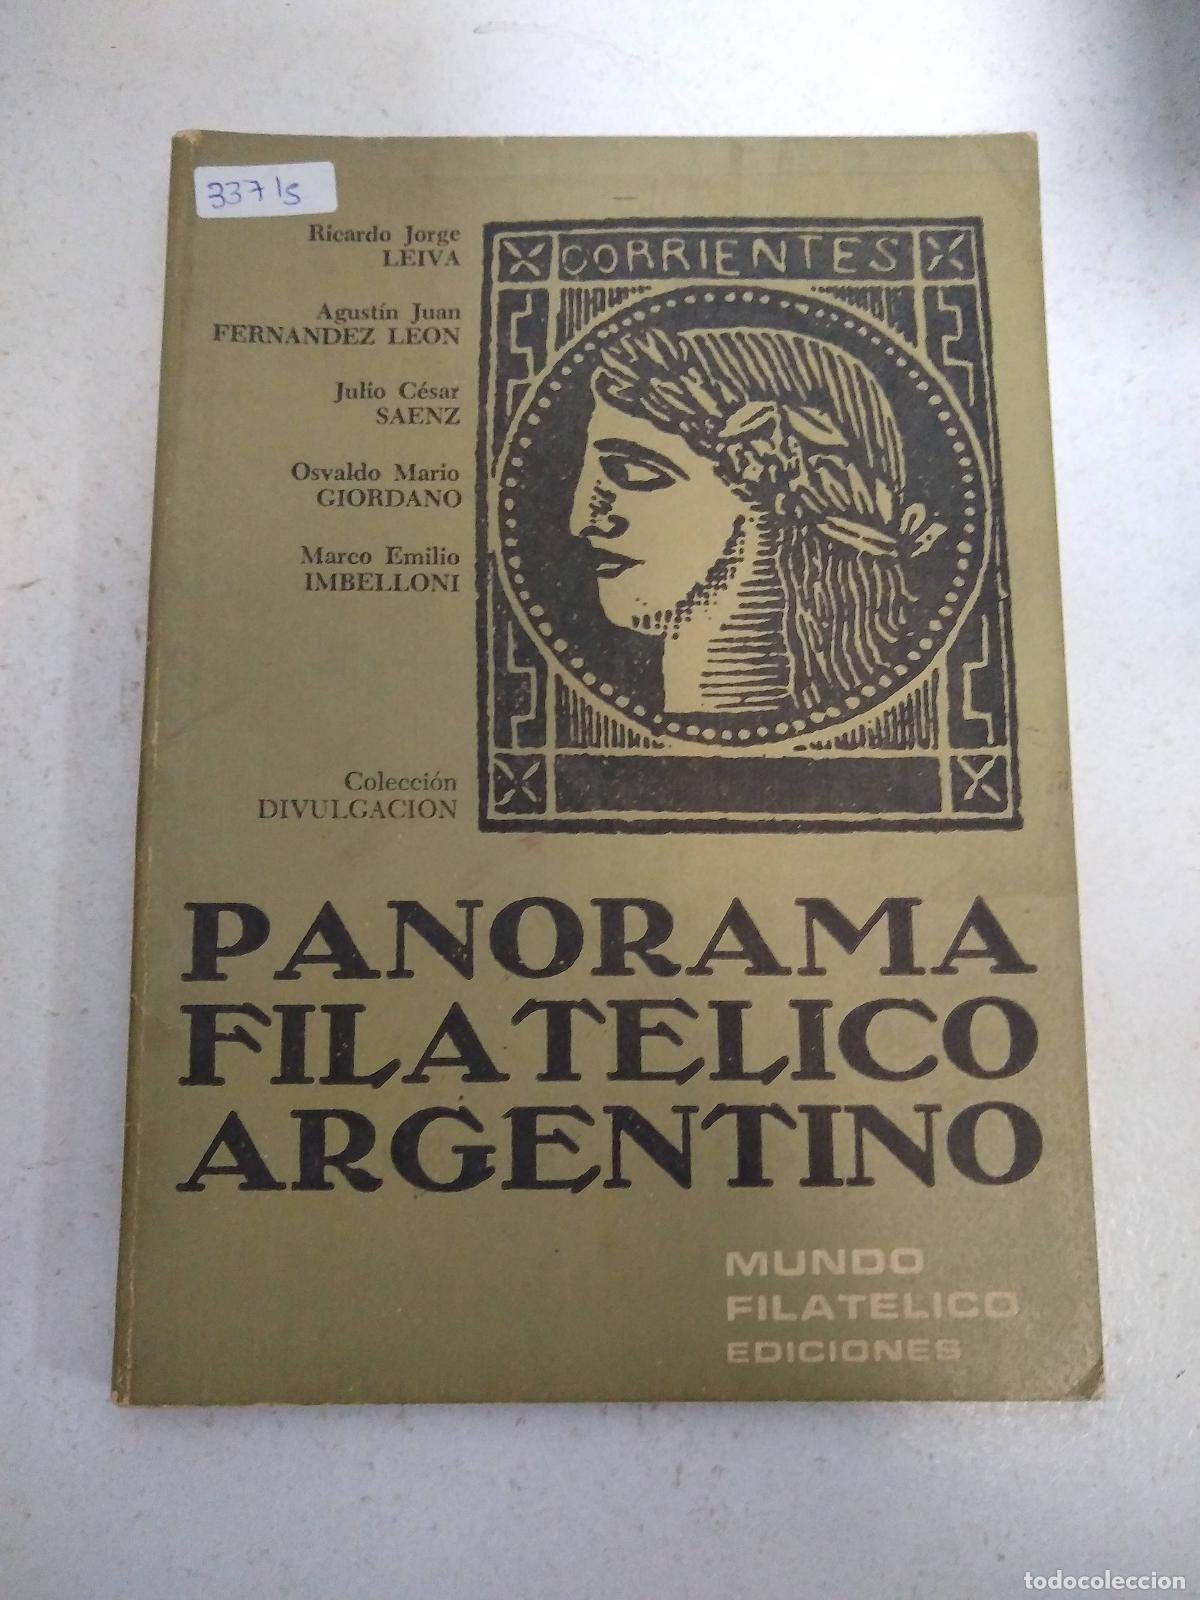 337/5
Ricardo Jorge
LEIVA
Agustín Juan
FERNANDEZ LEON
Julio César
SAENZ
Osvaldo Mario
GIORDANO
Marco Emilio
IMBELLONI
Colección
DIVULGACION
CORRIENTES
PANORAMA
FILATELICO
ARGENTINO
MUNDO
FILATELICO
EDICIONES
todocoleccion